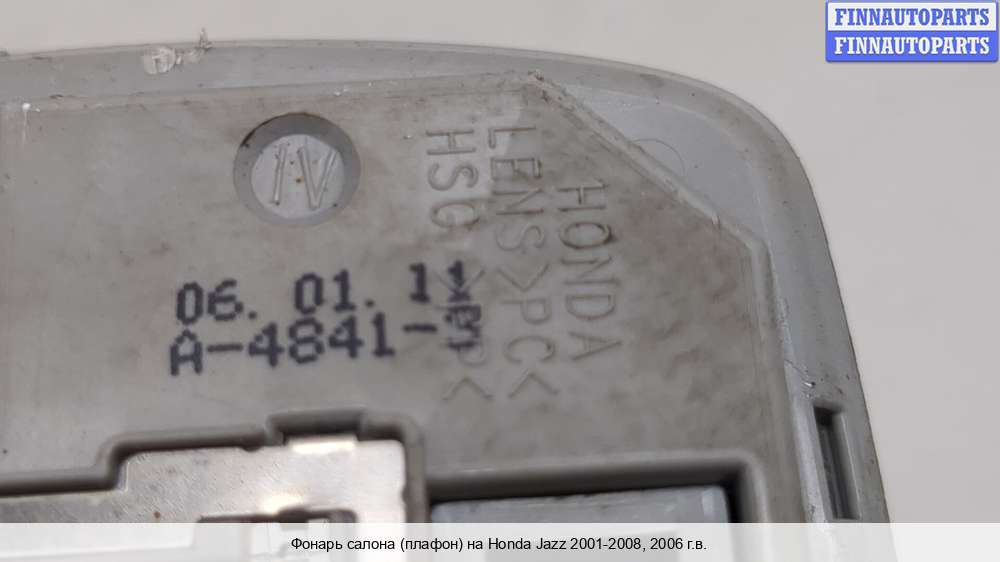 FINNAUTOPARTS
FINNAUTOPARTS
IV
HONDA
LENS >PC<
HSG >PP<
06. 01. 11
A-4841-
Фонарь салона (плафон) на Honda Jazz 2001-2008, 2006 г.в.